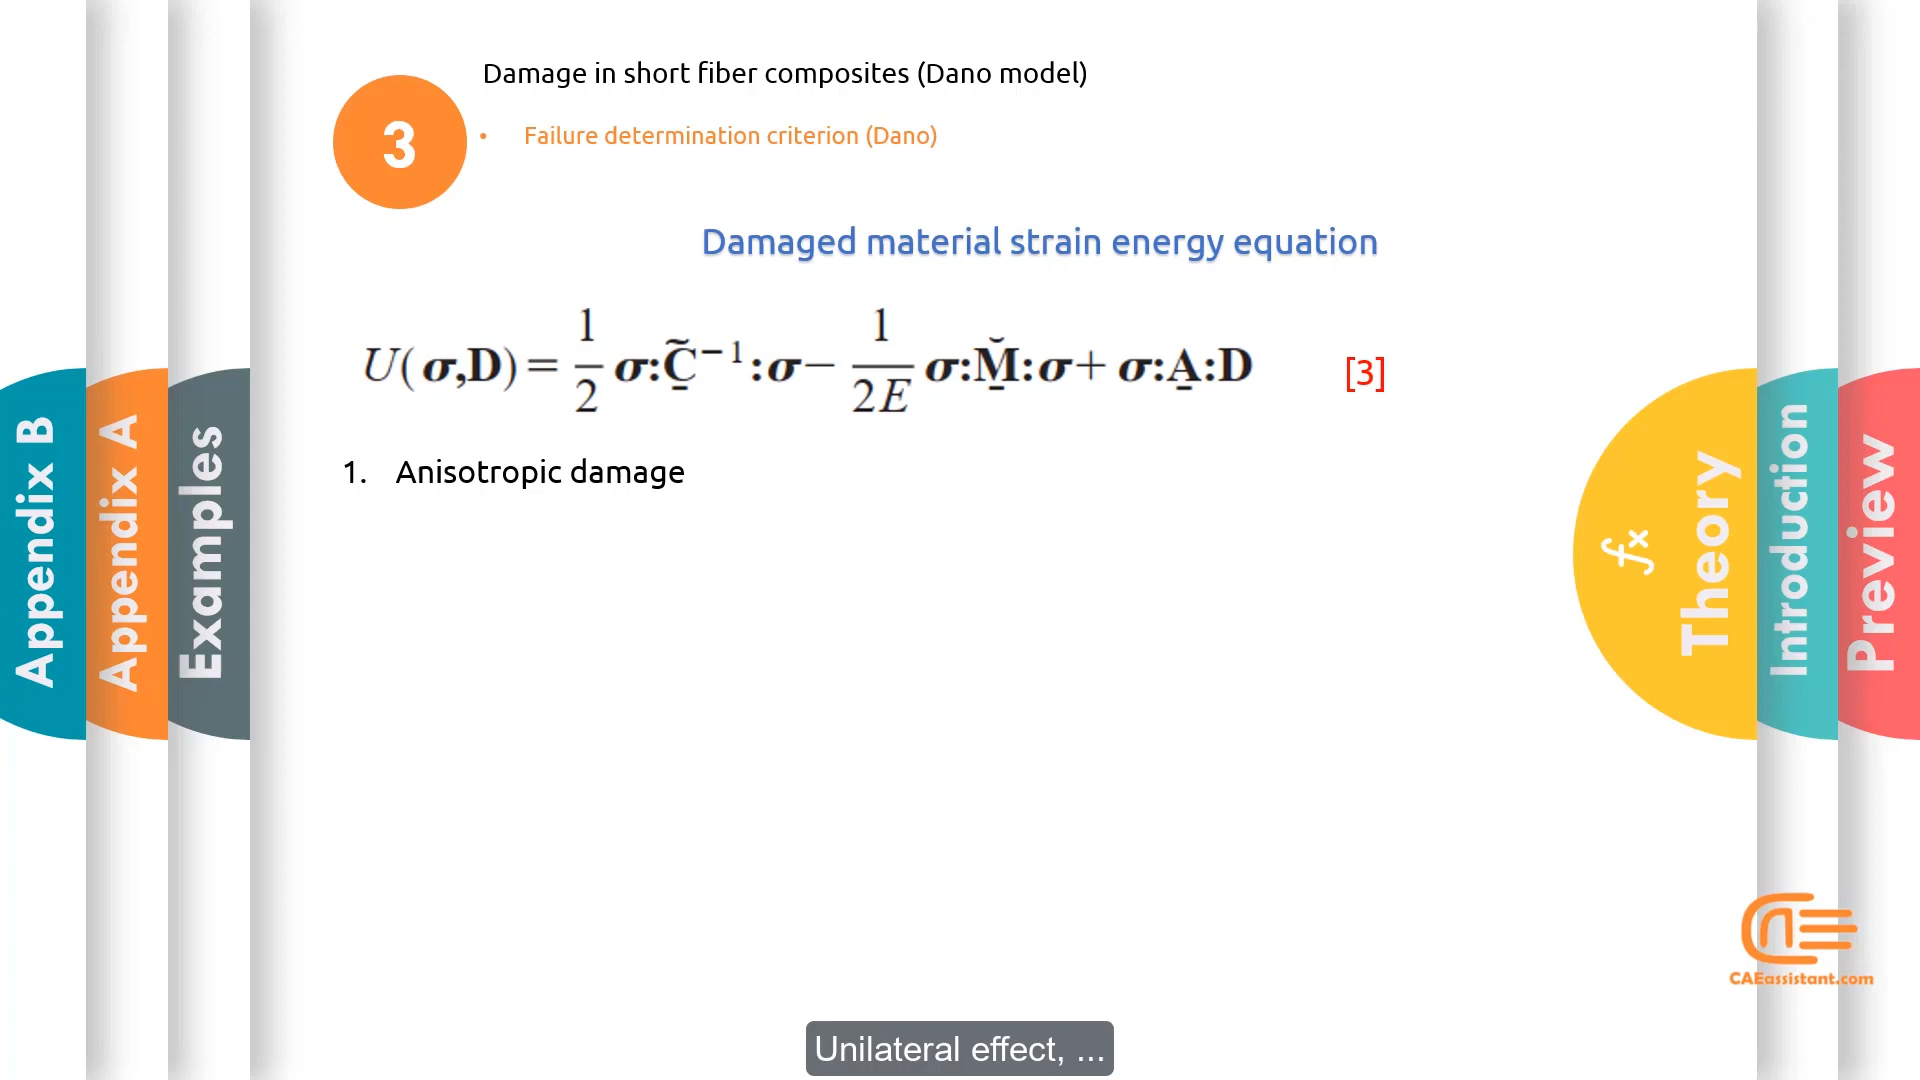 Damage in short fiber composites (Dano model)
3
• Failure determination criterion (Dano)
Damaged material strain energy equation
U(σ,D) = 1/2 σ:C̰̃⁻¹:σ − 1/2E σ:M̱̆:σ + σ:A̱:D [3]
1. Anisotropic damage
Appendix B
Appendix A
Examples
fx
Theory
Introduction
Preview
CAEassistant.com
Unilateral effect, ...